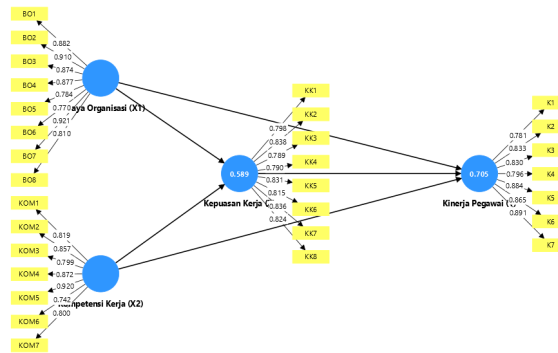 BO1
BO2
BO3
BO4
BO5
BO6
BO7
BO8
0.882
0.910
0.874
0.877
0.784
0.770
0.921
0.810
aya Organisasi (X1)
KOM1
KOM2
KOM3
KOM4
KOM5
KOM6
KOM7
0.819
0.857
0.799
0.872
0.920
0.742
0.800
mpetensi Kerja (X2)
0.589
Kepuasan Kerja
KK1
KK2
KK3
KK4
KK5
KK6
KK7
KK8
0.798
0.838
0.789
0.790
0.831
0.815
0.836
0.824
0.705
Kinerja Pegawai
K1
K2
K3
K4
K5
K6
K7
0.781
0.833
0.830
0.796
0.884
0.865
0.891